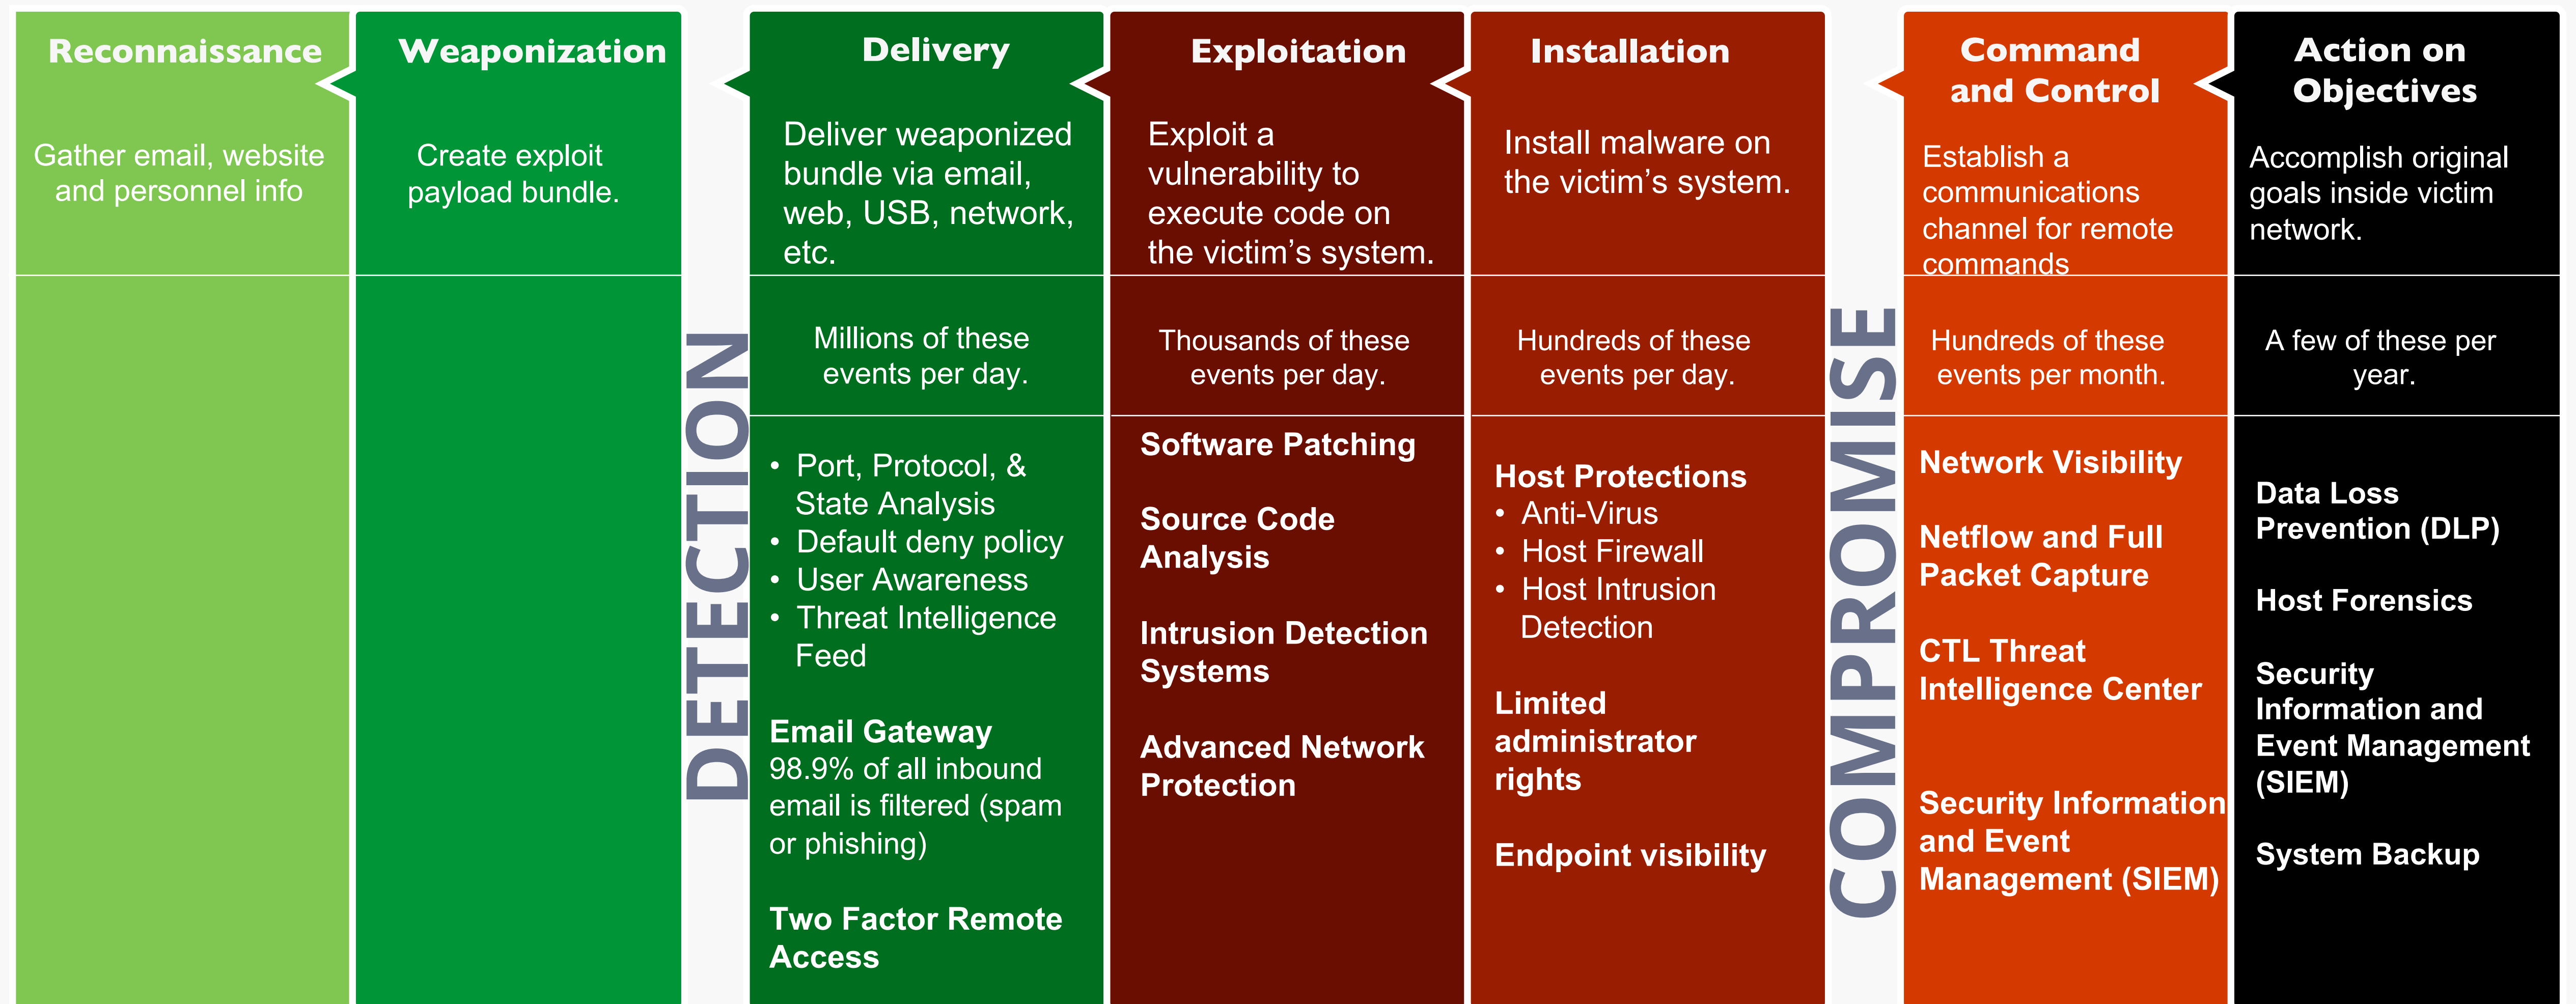 Reconnaissance
Gather email, website
and personnel info
Weaponization
Create exploit
payload bundle.
DETECTION
Delivery
Deliver weaponized
bundle via email,
web, USB, network,
etc.
Millions of these
events per day.
• Port, Protocol, &
State Analysis
• Default deny policy
• User Awareness
• Threat Intelligence
Feed
Email Gateway
98.9% of all inbound
email is filtered (spam
or phishing)
Two Factor Remote
Access
Exploitation
Exploit a
vulnerability to
execute code on
the victim’s system.
Thousands of these
events per day.
Software Patching
Source Code
Analysis
Intrusion Detection
Systems
Advanced Network
Protection
Installation
Install malware on
the victim’s system.
Hundreds of these
events per day.
Host Protections
• Anti-Virus
• Host Firewall
• Host Intrusion
Detection
Limited
administrator
rights
Endpoint visibility
COMPROMISE
Command
and Control
Establish a
communications
channel for remote
commands
Hundreds of these
events per month.
Network Visibility
Netflow and Full
Packet Capture
CTL Threat
Intelligence Center
Security Information
and Event
Management (SIEM)
Action on
Objectives
Accomplish original
goals inside victim
network.
A few of these per
year.
Data Loss
Prevention (DLP)
Host Forensics
Security
Information and
Event Management
(SIEM)
System Backup